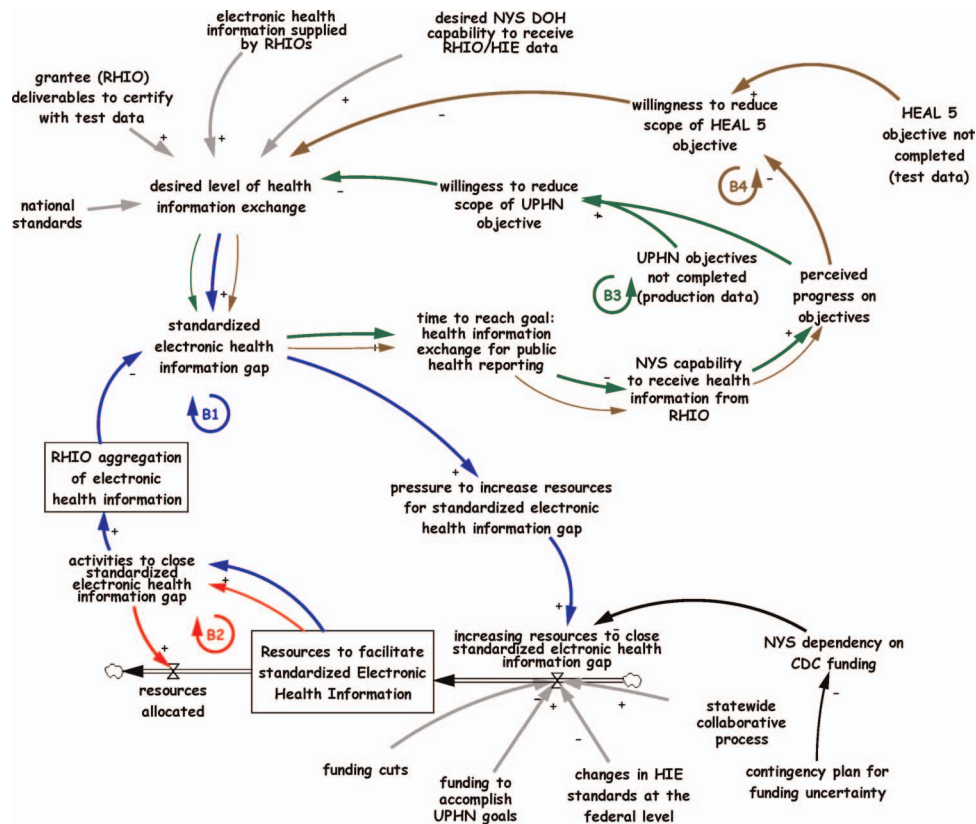 electronic health
information supplied
by RHIOs
desired NYS DOH
capability to receive
RHIO/HIE data
grantee (RHIO)
deliverables to certify
with test data
+
+
+
-
+
willingness to reduce
scope of HEAL 5
objective
HEAL 5
objective not
completed
(test data)
B4
-
desired level of health
information exchange
-
willingess to reduce
scope of UPHN
objective
+
national
standards
UPHN objectives
not completed
(production data)
B3
perceived
progress on
objectives
+
standardized
electronic health
information gap
+
time to reach goal:
health information
exchange for public
health reporting
+
-
NYS capability
to receive health
information from
RHIO
-
B1
RHIO aggregation
of electronic
health information
+
pressure to increase resources
for standardized electronic
health information gap
+
activities to close
standardized
electronic health
information gap
+
B2
+
Resources to facilitate
standardized Electronic
Health Information
+
-
increasing resources to close
standardized elctronic health
information gap
NYS dependency on
CDC funding
resources
allocated
-
+
+
-
-
statewide
collaborative
process
funding cuts
funding to
accomplish
UPHN goals
changes in HIE
standards at the
federal level
contingency plan for
funding uncertainty